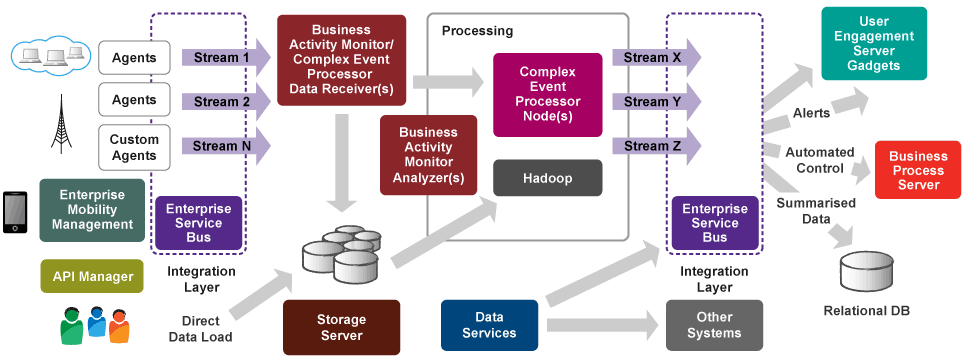 Agents
Agents
Custom
Agents
Enterprise
Mobility
Management
API Manager
Stream 1
Stream 2
Stream N
Enterprise
Service
Bus
Integration
Layer
Direct
Data Load
Business
Activity Monitor/
Complex Event
Processor
Data Receiver(s)
Business
Activity
Monitor
Analyzer(s)
Storage
Server
Processing
Complex
Event
Processor
Node(s)
Hadoop
Data
Services
Stream X
Stream Y
Stream Z
Enterprise
Service
Bus
Integration
Layer
Other
Systems
User
Engagement
Server
Gadgets
Alerts
Automated
Control
Business
Process
Server
Summarised
Data
Relational DB